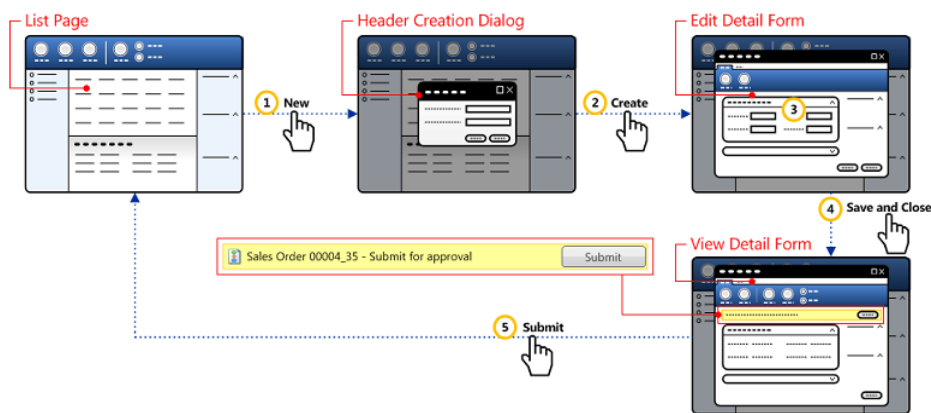 List Page
Header Creation Dialog
Edit Detail Form
1 New
2 Create
3
4 Save and Close
View Detail Form
Sales Order 00004_35 - Submit for approval
Submit
5 Submit